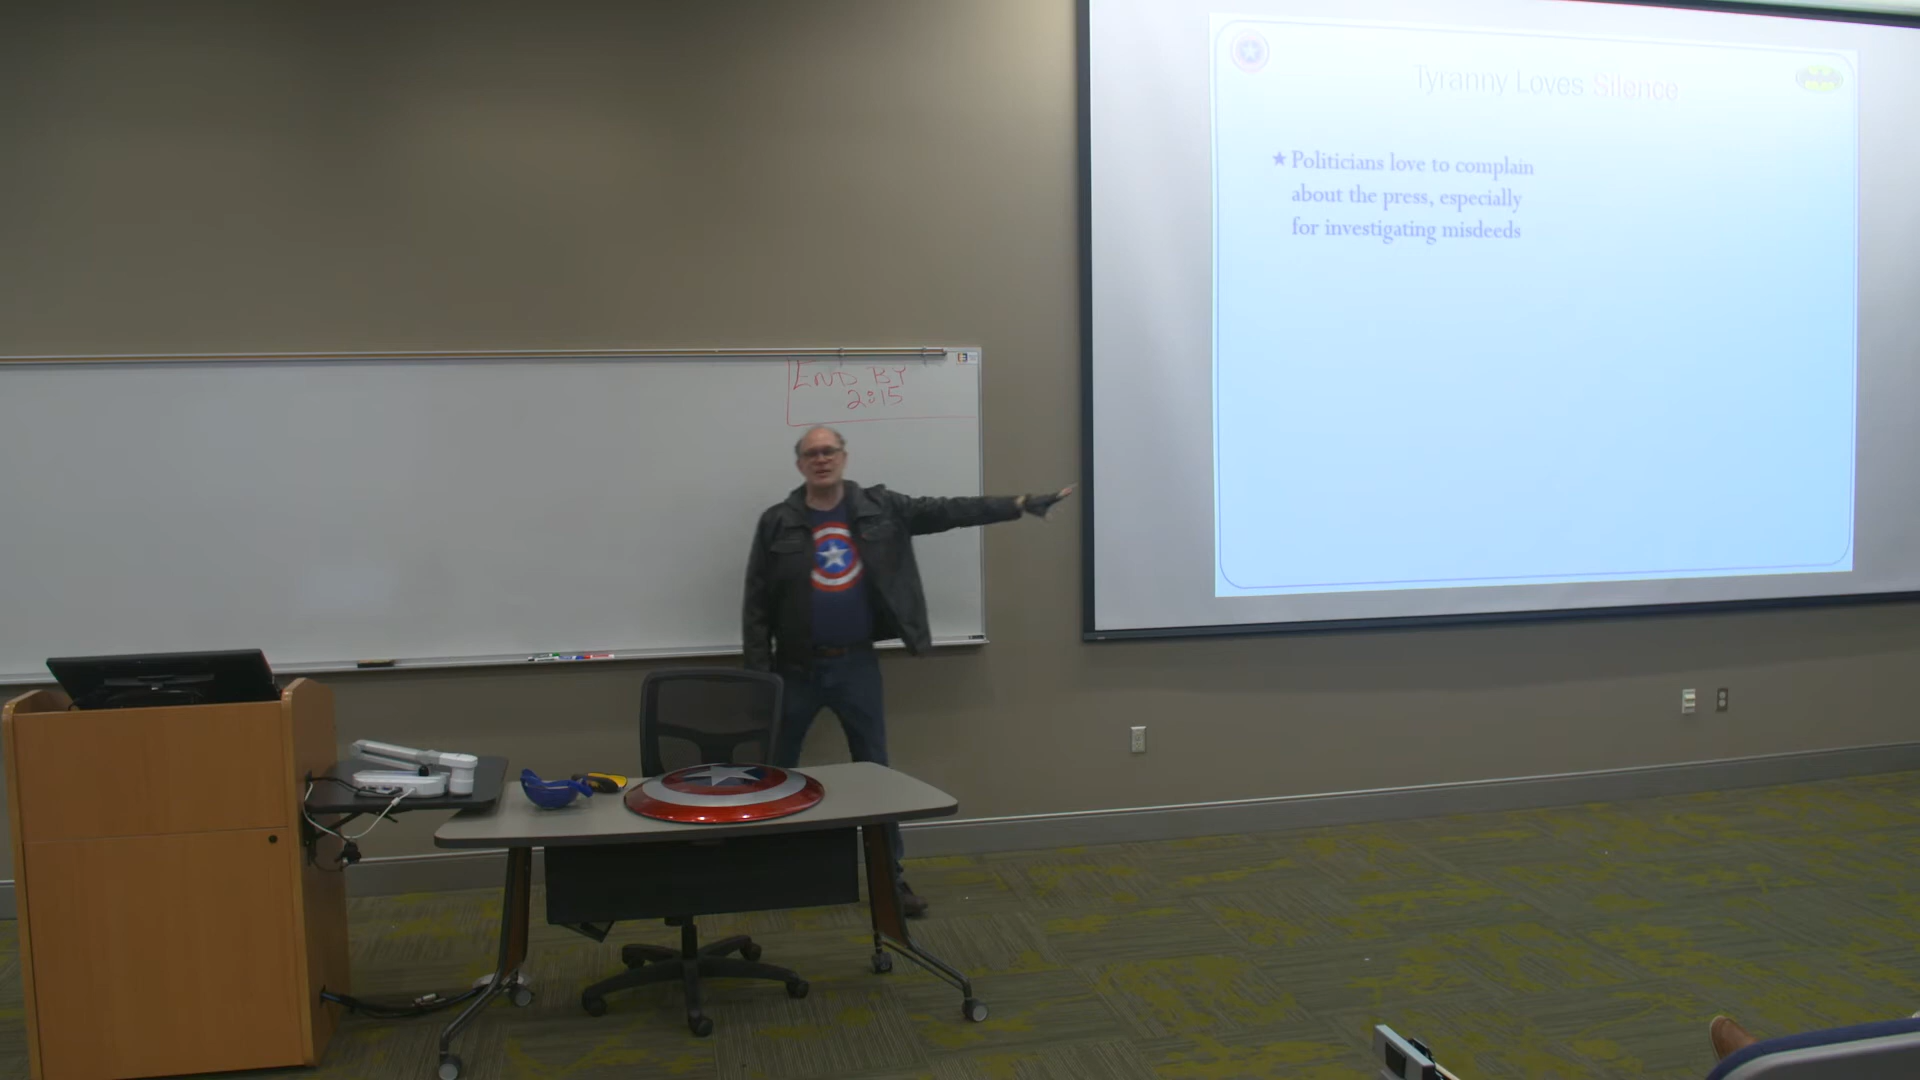 END BY
2:15
Tyranny Loves Silence
★ Politicians love to complain
about the press, especially
for investigating misdeeds